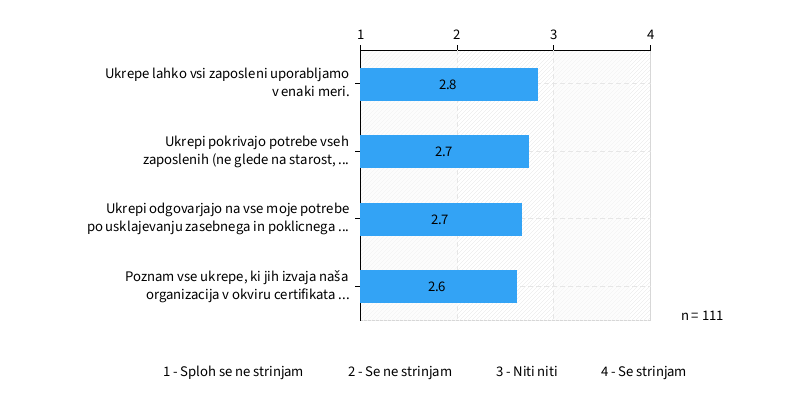 1 2 3 4
Ukrepe lahko vsi zaposleni uporabljamo
v enaki meri.
2.8
Ukrepi pokrivajo potrebe vseh
zaposlenih (ne glede na starost, ...
2.7
Ukrepi odgovarjajo na vse moje potrebe
po usklajevanju zasebnega in poklicnega ...
2.7
Poznam vse ukrepe, ki jih izvaja naša
organizacija v okviru certifikata ...
2.6
n = 111
1 - Sploh se ne strinjam 2 - Se ne strinjam 3 - Niti niti 4 - Se strinjam